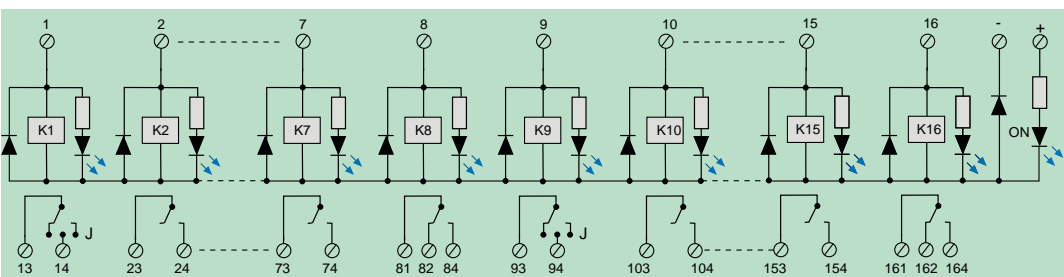 1 2 7 8 9 10 15 16 - +
K1 K2 K7 K8 K9 K10 K15 K16 ON
J J
13 14 23 24 73 74 81 82 84 93 94 103 104 153 154 161 162 164